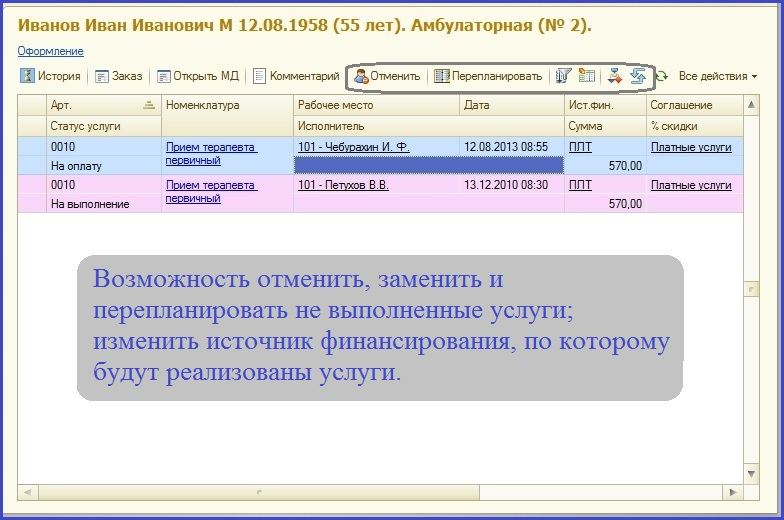 Иванов Иван Иванович М 12.08.1958 (55 лет). Амбулаторная (№ 2).
Оформление
История Заказ Открыть МД Комментарий Отменить Перепланировать Все действия
Арт. Номенклатура Рабочее место Дата Ист.фин. Соглашение
Статус услуги Исполнитель Сумма % скидки
0010 Прием терапевта 101 - Чебурахин И. Ф. 12.08.2013 08:55 ПЛТ Платные услуги
На оплату первичный 570,00
0010 Прием терапевта 101 - Петухов В.В. 13.12.2010 08:30 ПЛТ Платные услуги
На выполнение первичный 570,00
Возможность отменить, заменить и
перепланировать не выполненные услуги;
изменить источник финансирования, по которому
будут реализованы услуги.